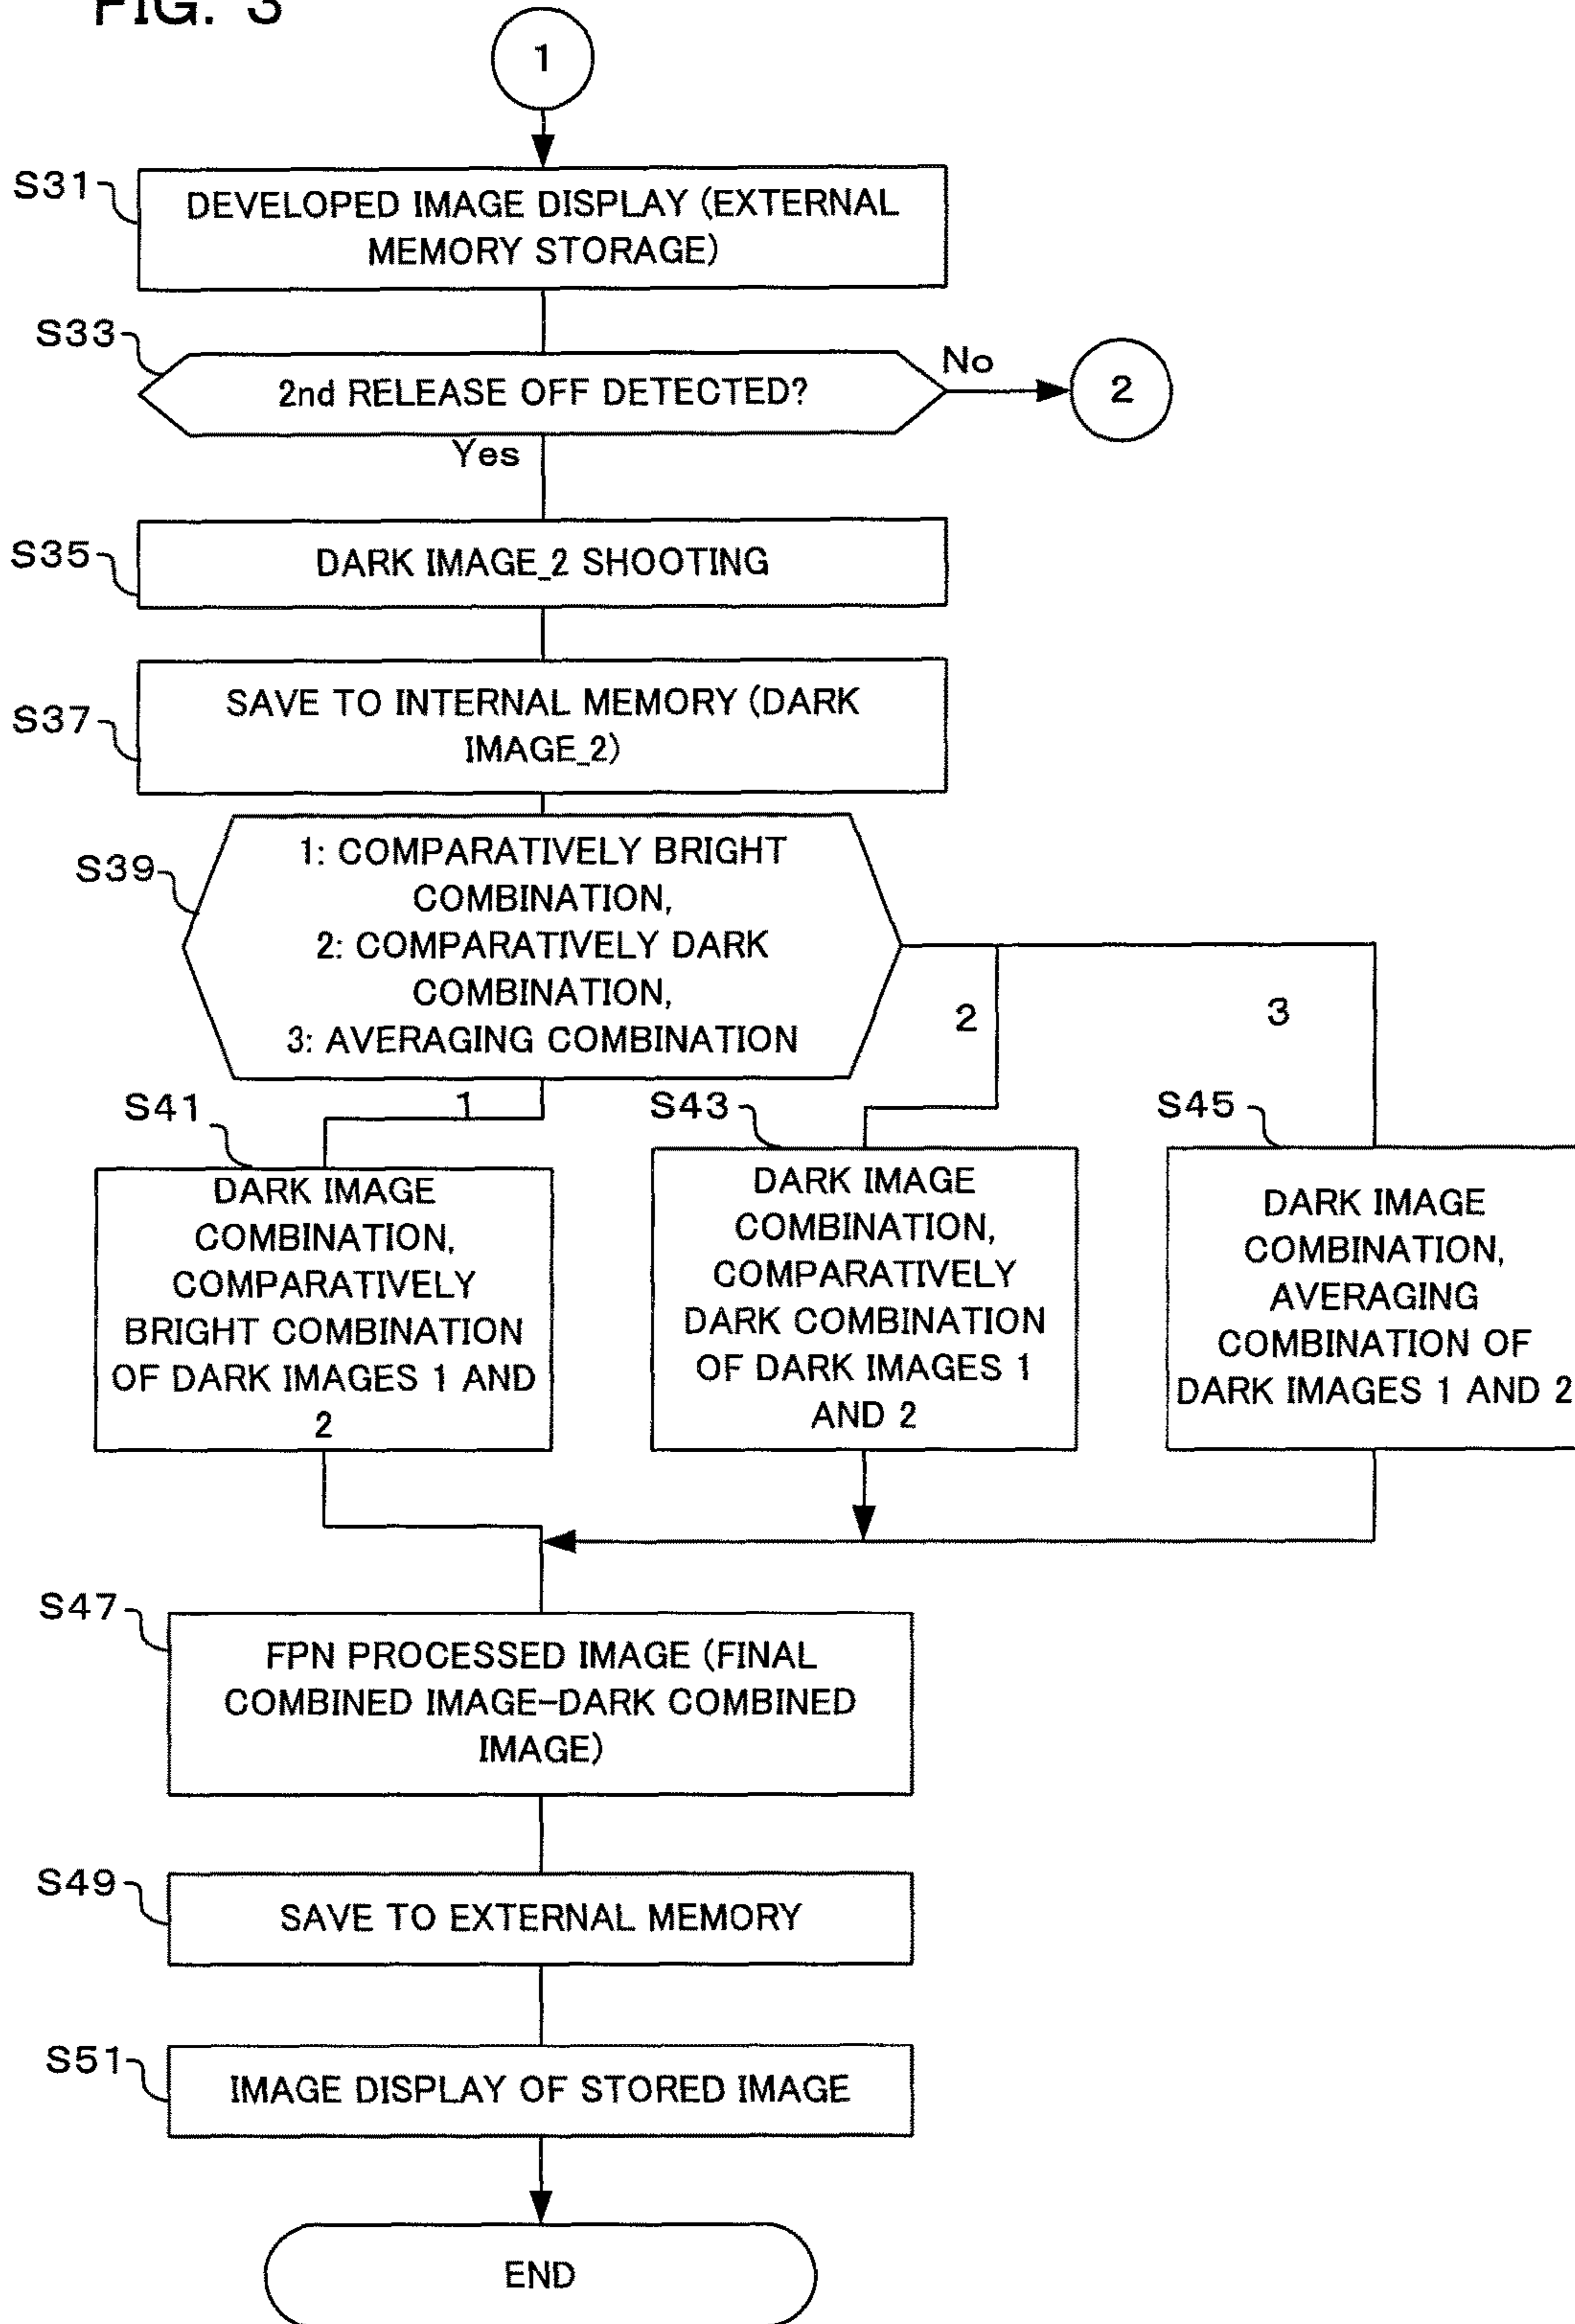 FIG. 3
1
S31
DEVELOPED IMAGE DISPLAY (EXTERNAL
MEMORY STORAGE)
S33
2nd RELEASE OFF DETECTED?
No
2
Yes
S35
DARK IMAGE_2 SHOOTING
S37
SAVE TO INTERNAL MEMORY (DARK
IMAGE_2)
S39
1: COMPARATIVELY BRIGHT
COMBINATION,
2: COMPARATIVELY DARK
COMBINATION,
3: AVERAGING COMBINATION
2
3
1
S41
DARK IMAGE
COMBINATION,
COMPARATIVELY
BRIGHT COMBINATION
OF DARK IMAGES 1 AND
2
S43
DARK IMAGE
COMBINATION,
COMPARATIVELY
DARK COMBINATION
OF DARK IMAGES 1
AND 2
S45
DARK IMAGE
COMBINATION,
AVERAGING
COMBINATION OF
DARK IMAGES 1 AND 2
S47
FPN PROCESSED IMAGE (FINAL
COMBINED IMAGE-DARK COMBINED
IMAGE)
S49
SAVE TO EXTERNAL MEMORY
S51
IMAGE DISPLAY OF STORED IMAGE
END